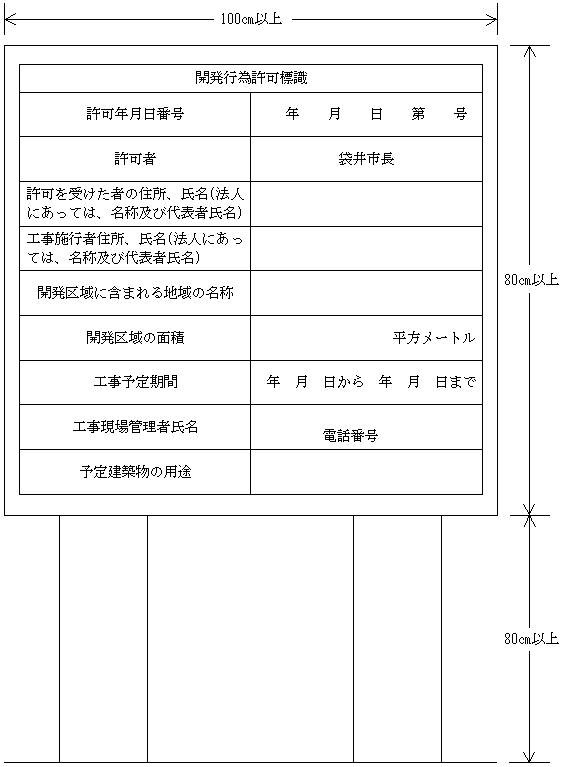 100㎝以上
開発行為許可標識
許可年月日番号
年　月　日　第　号
許可者
袋井市長
許可を受けた者の住所、氏名(法人
にあっては、名称及び代表者氏名)
工事施行者住所、氏名(法人にあっ
ては、名称及び代表者氏名)
開発区域に含まれる地域の名称
開発区域の面積
平方メートル
工事予定期間
年　月　日から　年　月　日まで
工事現場管理者氏名
電話番号
予定建築物の用途
80㎝以上
80㎝以上